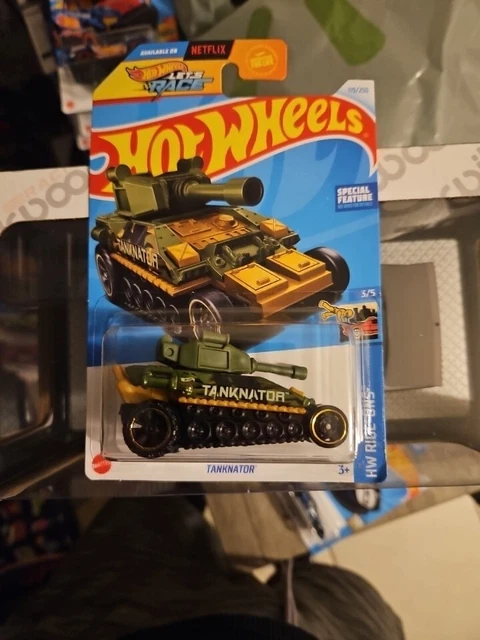 AVAILABLE ON NETFLIX
Hot Wheels
LET'S
RACE
Hot Wheels
SPECIAL
FEATURE
TANKNATOR
3/5
TANKNATOR
HW RIDE-ONS
TANKNATOR
3+